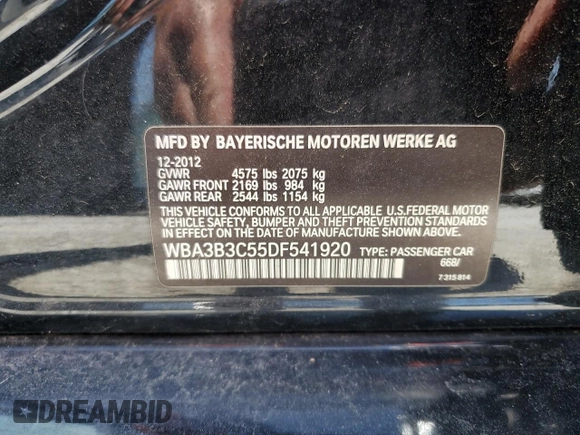 MFD BY BAYERISCHE MOTOREN WERKE AG
12-2012
GVWR 4575 lbs 2075 kg
GAWR FRONT 2169 lbs 984 kg
GAWR REAR 2544 lbs 1154 kg
THIS VEHICLE CONFORMS TO ALL APPLICABLE U.S.FEDERAL MOTOR
VEHICLE SAFETY, BUMPER, AND THEFT PREVENTION STANDARDS
IN EFFECT ON THE DATE OF MANUFACTURE SHOWN ABOVE.
WBA3B3C55DF541920 TYPE: PASSENGER CAR
668/
7 315 814
DREAMBID